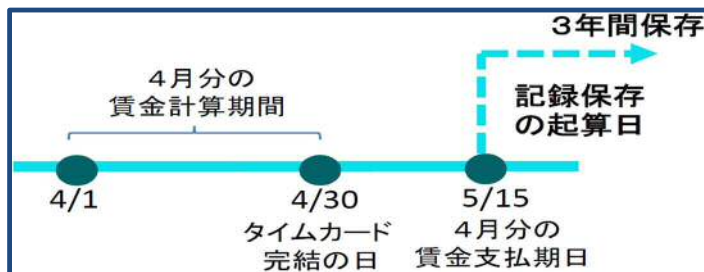 3年間保存
4月分の
賃金計算期間
記録保存
の起算日
4/1
4/30
5/15
タイムカード
完結の日
4月分の
賃金支払期日